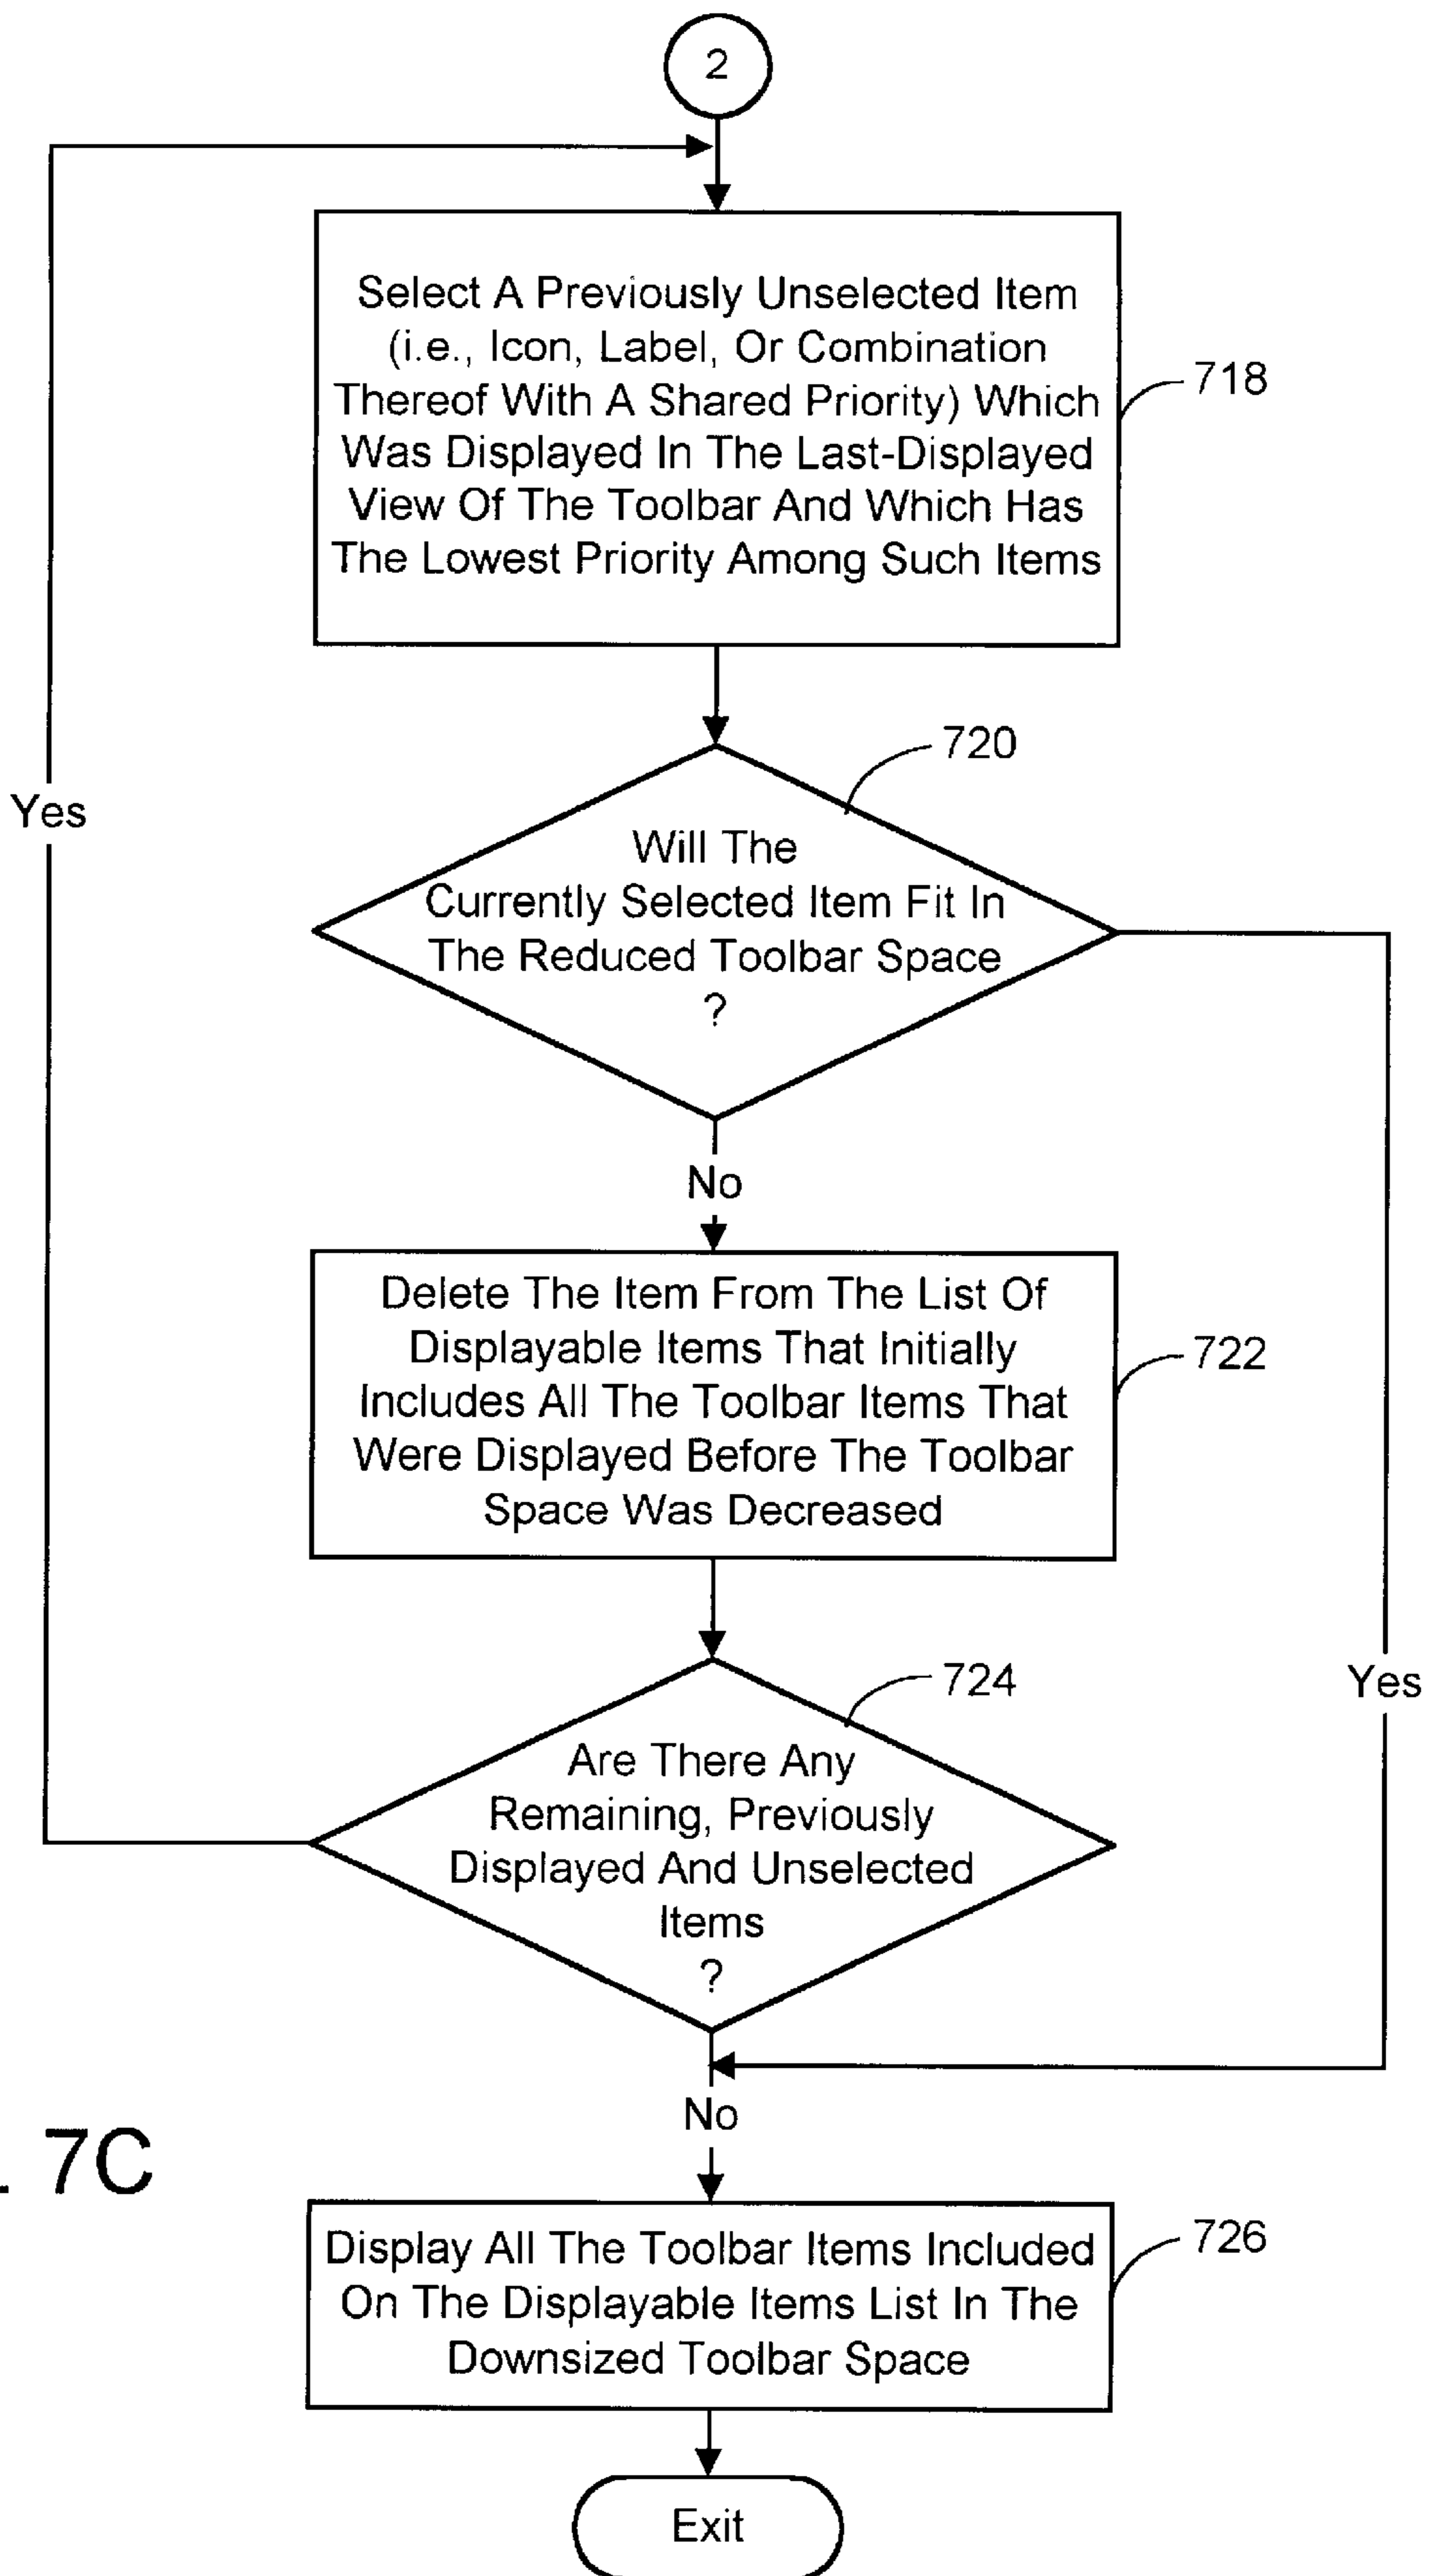 2
Select A Previously Unselected Item
(i.e., Icon, Label, Or Combination
Thereof With A Shared Priority) Which
Was Displayed In The Last-Displayed
View Of The Toolbar And Which Has
The Lowest Priority Among Such Items
718
720
Yes
Will The
Currently Selected Item Fit In
The Reduced Toolbar Space
?
No
Delete The Item From The List Of
Displayable Items That Initially
Includes All The Toolbar Items That
Were Displayed Before The Toolbar
Space Was Decreased
722
724
Yes
Are There Any
Remaining, Previously
Displayed And Unselected
Items
?
No
7C
Display All The Toolbar Items Included
On The Displayable Items List In The
Downsized Toolbar Space
726
Exit